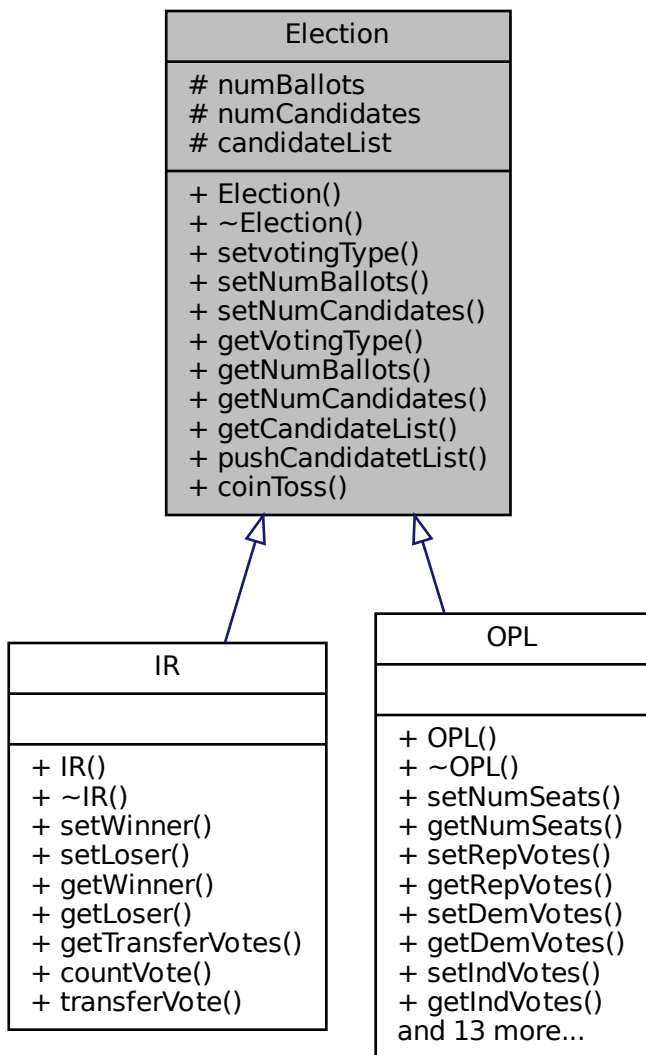 Election
# numBallots
# numCandidates
# candidateList
+ Election()
+ ~Election()
+ setvotingType()
+ setNumBallots()
+ setNumCandidates()
+ getVotingType()
+ getNumBallots()
+ getNumCandidates()
+ getCandidateList()
+ pushCandidatetList()
+ coinToss()
IR
+ IR()
+ ~IR()
+ setWinner()
+ setLoser()
+ getWinner()
+ getLoser()
+ getTransferVotes()
+ countVote()
+ transferVote()
OPL
+ OPL()
+ ~OPL()
+ setNumSeats()
+ getNumSeats()
+ setRepVotes()
+ getRepVotes()
+ setDemVotes()
+ getDemVotes()
+ setIndVotes()
+ getIndVotes()
and 13 more...